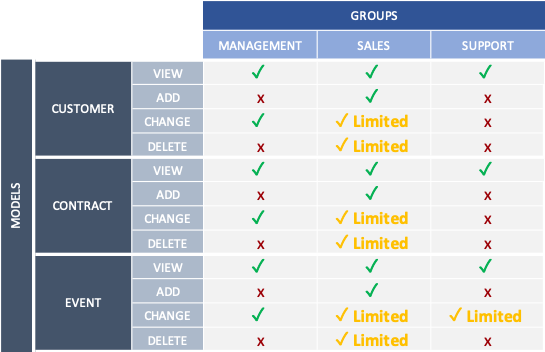 GROUPS
MANAGEMENT SALES SUPPORT
MODELS
CUSTOMER
VIEW ✓ ✓ ✓
ADD x ✓ x
CHANGE ✓ ✓ Limited x
DELETE x ✓ Limited x
CONTRACT
VIEW ✓ ✓ ✓
ADD x ✓ x
CHANGE ✓ ✓ Limited x
DELETE x ✓ Limited x
EVENT
VIEW ✓ ✓ ✓
ADD x ✓ x
CHANGE ✓ ✓ Limited ✓ Limited
DELETE x ✓ Limited x